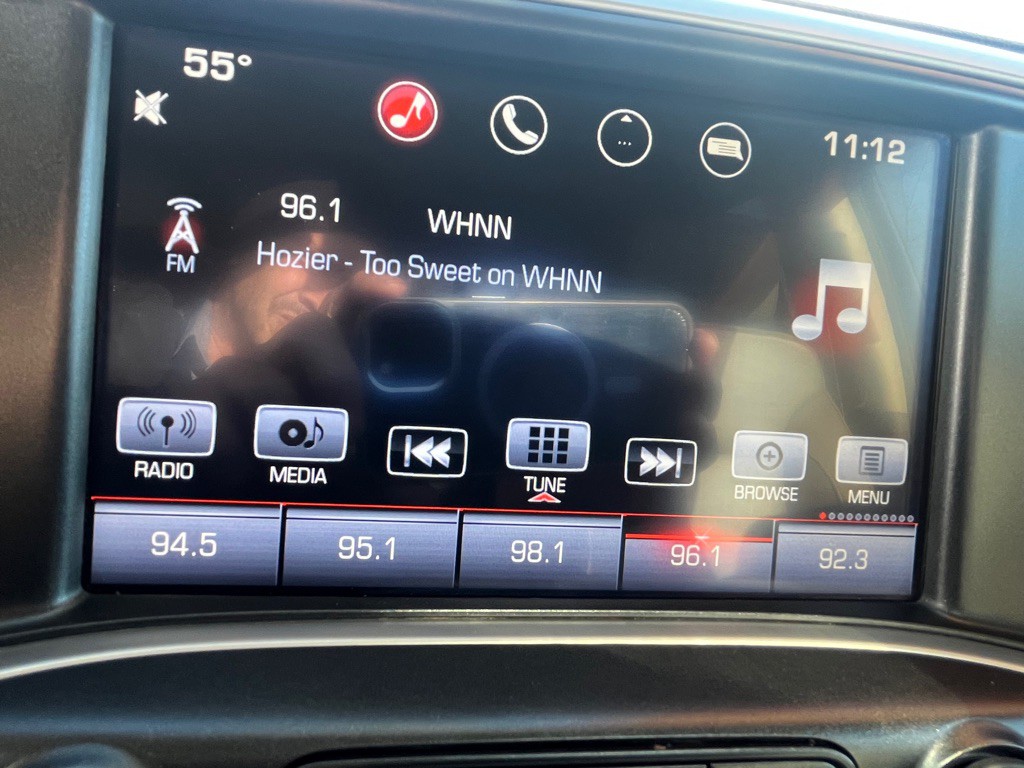 55°
11:12
96.1 WHNN
FM
Hozier - Too Sweet on WHNN
RADIO
MEDIA
TUNE
BROWSE
MENU
94.5
95.1
98.1
96.1
92.3